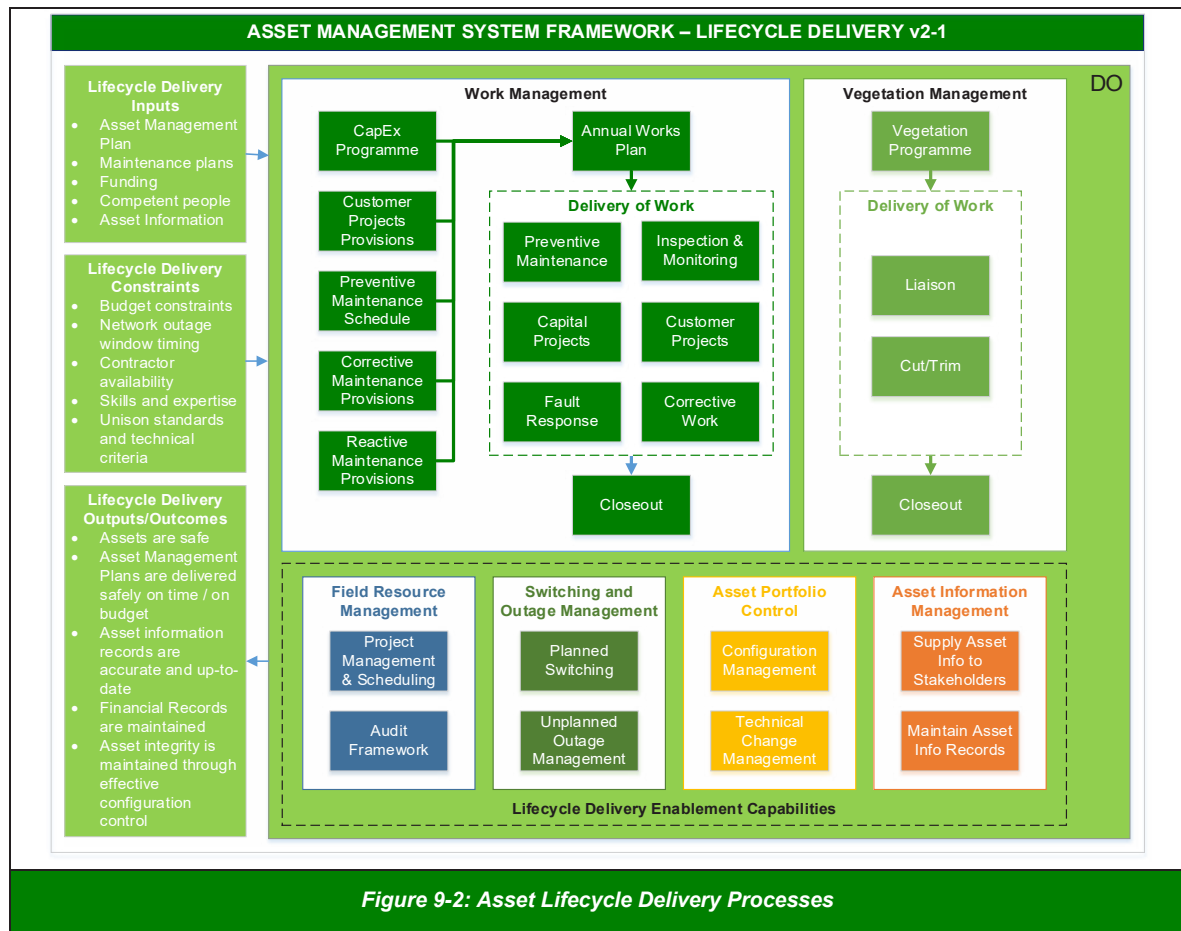 ASSET MANAGEMENT SYSTEM FRAMEWORK – LIFECYCLE DELIVERY v2-1
Lifecycle Delivery
Inputs
• Asset Management
Plan
• Maintenance plans
• Funding
• Competent people
• Asset Information
Lifecycle Delivery
Constraints
• Budget constraints
• Network outage
window timing
• Contractor
availability
• Skills and expertise
• Unison standards
and technical
criteria
Lifecycle Delivery
Outputs/Outcomes
• Assets are safe
• Asset Management
Plans are delivered
safely on time / on
budget
• Asset information
records are
accurate and up-to-
date
• Financial Records
are maintained
• Asset integrity is
maintained through
effective
configuration
control
DO
Work Management
CapEx
Programme
Customer
Projects
Provisions
Preventive
Maintenance
Schedule
Corrective
Maintenance
Provisions
Reactive
Maintenance
Provisions
Annual Works
Plan
Delivery of Work
Preventive
Maintenance
Inspection &
Monitoring
Capital
Projects
Customer
Projects
Fault
Response
Corrective
Work
Closeout
Vegetation Management
Vegetation
Programme
Delivery of Work
Liaison
Cut/Trim
Closeout
Field Resource
Management
Project
Management
& Scheduling
Audit
Framework
Switching and
Outage Management
Planned
Switching
Unplanned
Outage
Management
Asset Portfolio
Control
Configuration
Management
Technical
Change
Management
Asset Information
Management
Supply Asset
Info to
Stakeholders
Maintain Asset
Info Records
Lifecycle Delivery Enablement Capabilities
Figure 9-2: Asset Lifecycle Delivery Processes